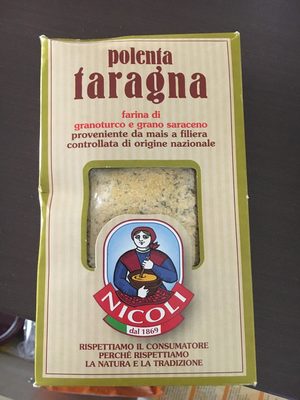 polenta
taragna
farina di
granoturco e grano saraceno
proveniente da mais a filiera
controllata di origine nazionale
NICOLI
dal 1869
RISPETTIAMO IL CONSUMATORE
PERCHÈ RISPETTIAMO
LA NATURA E LA TRADIZIONE